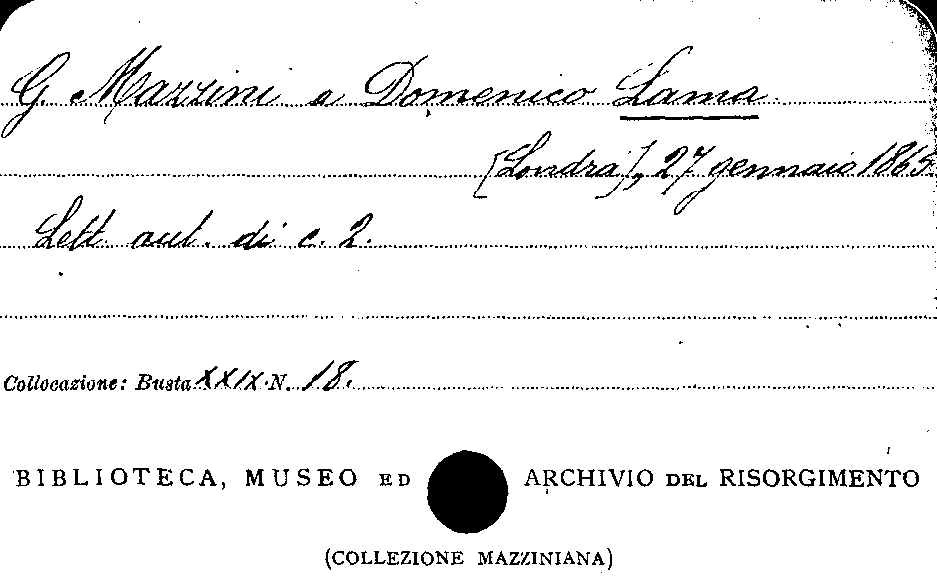 G. Mazzini a Domenico Lama
[Londra], 27 gennaio 1865.
Lett. aut. di c. 2.
Collocazione: Busta XXIX N. 18.
BIBLIOTECA, MUSEO ED ARCHIVIO DEL RISORGIMENTO
(COLLEZIONE MAZZINIANA)